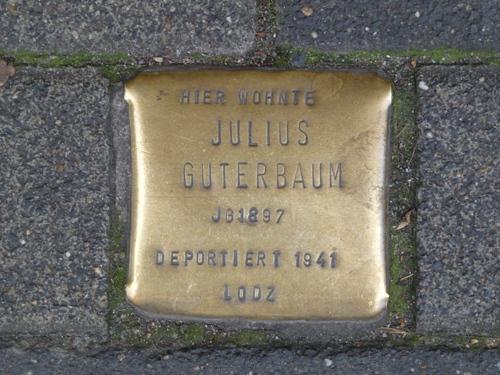 HIER WOHNTE
JULIUS
GUTERBAUM
JG 1897
DEPORTIERT 1941
LODZ